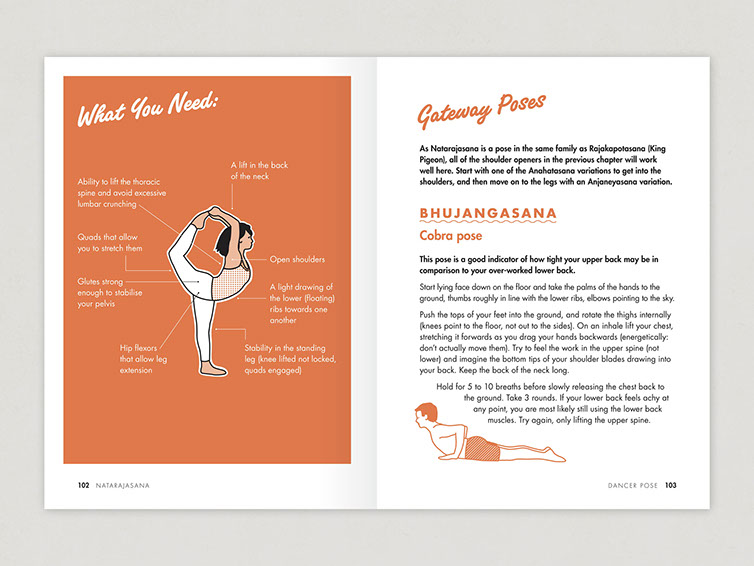 What You Need:
A lift in the back
of the neck
Ability to lift the thoracic
spine and avoid excessive
lumbar crunching
Quads that allow
you to stretch them
Open shoulders
Glutes strong
enough to stabilise
your pelvis
A light drawing of
the lower (floating)
ribs towards one
another
Hip flexors
that allow leg
extension
Stability in the standing
leg (knee lifted not locked,
quads engaged)
102 NATARAJASANA
Gateway Poses
As Natarajasana is a pose in the same family as Rajakapotasana (King
Pigeon), all of the shoulder openers in the previous chapter will work
well here. Start with one of the Anahatasana variations to get into the
shoulders, and then move on to the legs with an Anjaneyasana variation.
BHUJANGASANA
Cobra pose
This pose is a good indicator of how tight your upper back may be in
comparison to your over-worked lower back.
Start lying face down on the floor and take the palms of the hands to the
ground, thumbs roughly in line with the lower ribs, elbows pointing to the sky.
Push the tops of your feet into the ground, and rotate the thighs internally
(knees point to the floor, not out to the sides). On an inhale lift your chest,
stretching it forwards as you drag your hands backwards (energetically:
don't actually move them). Try to feel the work in the upper spine (not
lower) and imagine the bottom tips of your shoulder blades drawing into
your back. Keep the back of the neck long.
Hold for 5 to 10 breaths before slowly releasing the chest back to
the ground. Take 3 rounds. If your lower back feels achy at
any point, you are most likely still using the lower back
muscles. Try again, only lifting the upper spine.
DANCER POSE 103